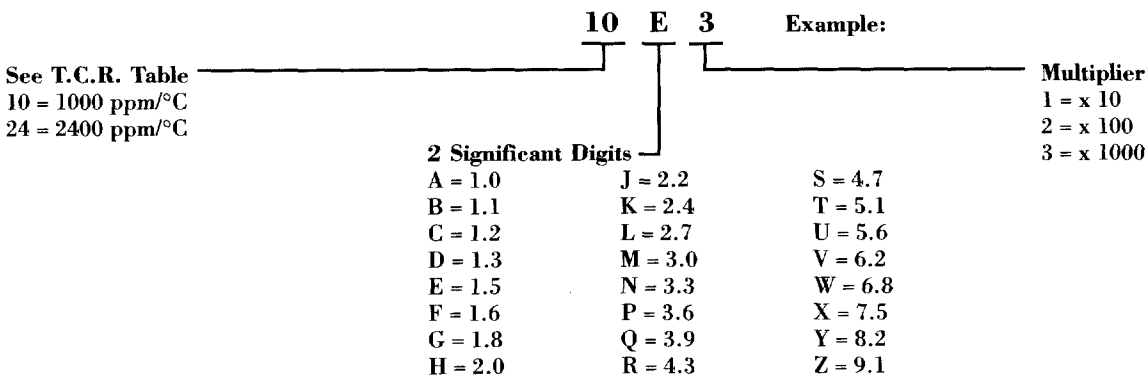 10 E 3 Example:
See T.C.R. Table
10 = 1000 ppm/°C
24 = 2400 ppm/°C
Multiplier
1 = x 10
2 = x 100
3 = x 1000
2 Significant Digits
A = 1.0 J = 2.2 S = 4.7
B = 1.1 K = 2.4 T = 5.1
C = 1.2 L = 2.7 U = 5.6
D = 1.3 M = 3.0 V = 6.2
E = 1.5 N = 3.3 W = 6.8
F = 1.6 P = 3.6 X = 7.5
G = 1.8 Q = 3.9 Y = 8.2
H = 2.0 R = 4.3 Z = 9.1